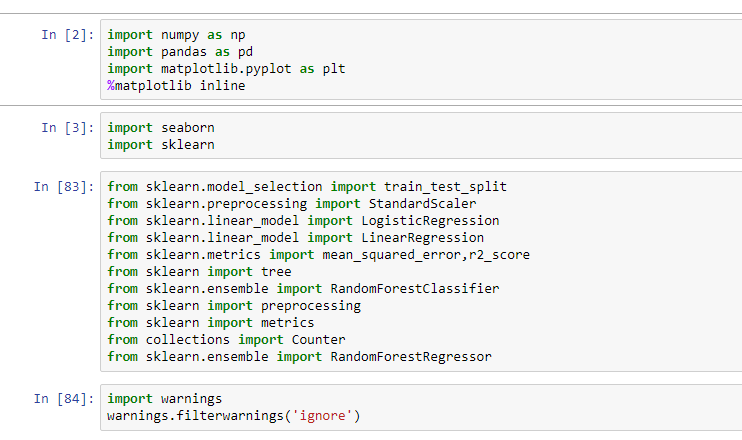 In [2]: import numpy as np
import pandas as pd
import matplotlib.pyplot as plt
%matplotlib inline
In [3]: import seaborn
import sklearn
In [83]: from sklearn.model_selection import train_test_split
from sklearn.preprocessing import StandardScaler
from sklearn.linear_model import LogisticRegression
from sklearn.linear_model import LinearRegression
from sklearn.metrics import mean_squared_error,r2_score
from sklearn import tree
from sklearn.ensemble import RandomForestClassifier
from sklearn import preprocessing
from sklearn import metrics
from collections import Counter
from sklearn.ensemble import RandomForestRegressor
In [84]: import warnings
warnings.filterwarnings('ignore')